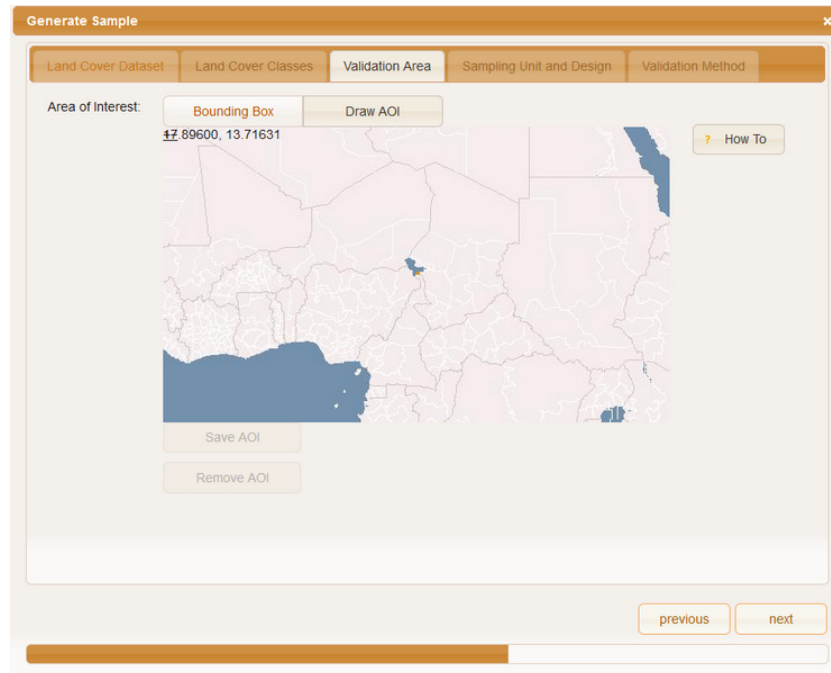 Generate Sample
Land Cover Dataset Land Cover Classes Validation Area Sampling Unit and Design Validation Method
Area of Interest: Bounding Box Draw AOI
17.89600, 13.71631
? How To
Save AOI
Remove AOI
previous next